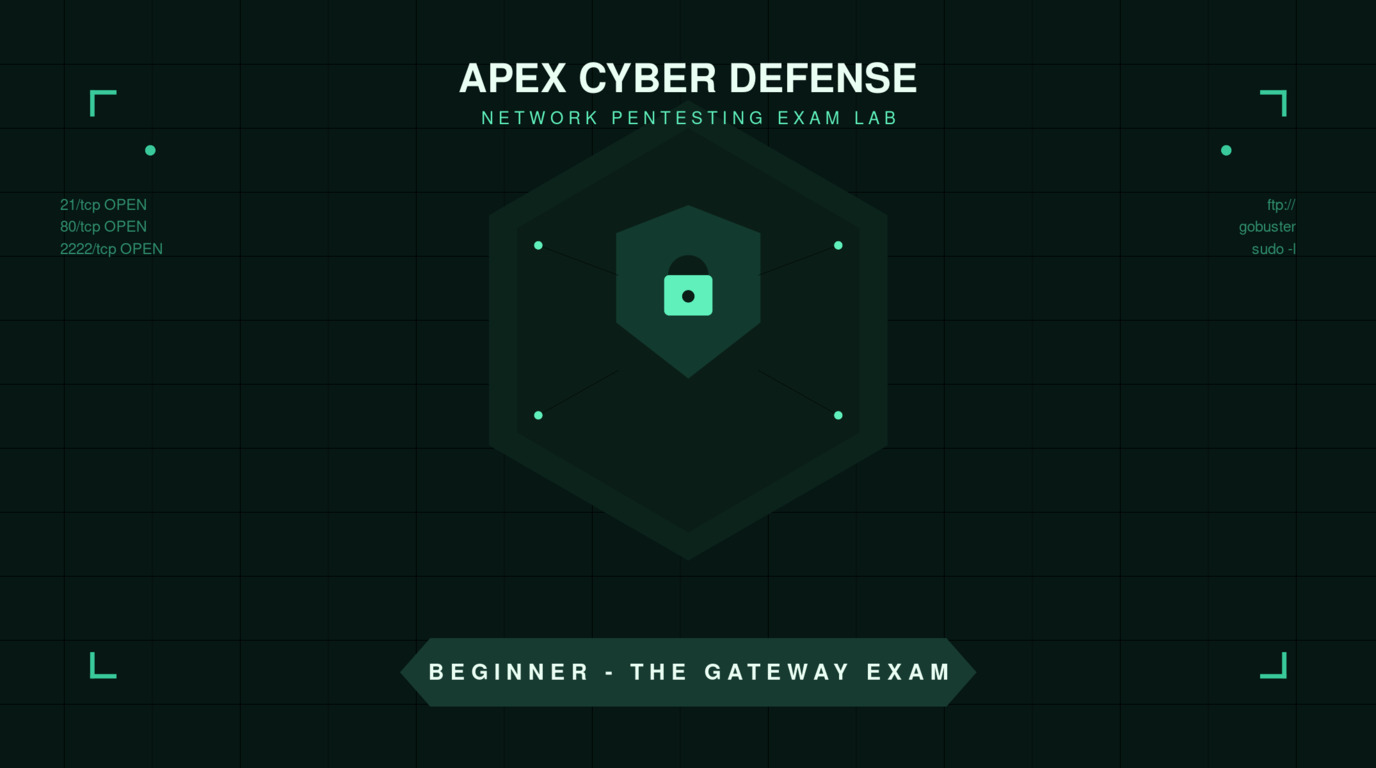 APEX CYBER DEFENSE
NETWORK PENTESTING EXAM LAB
21/tcp OPEN
80/tcp OPEN
2222/tcp OPEN
ftp://
gobuster
sudo -l
BEGINNER - THE GATEWAY EXAM